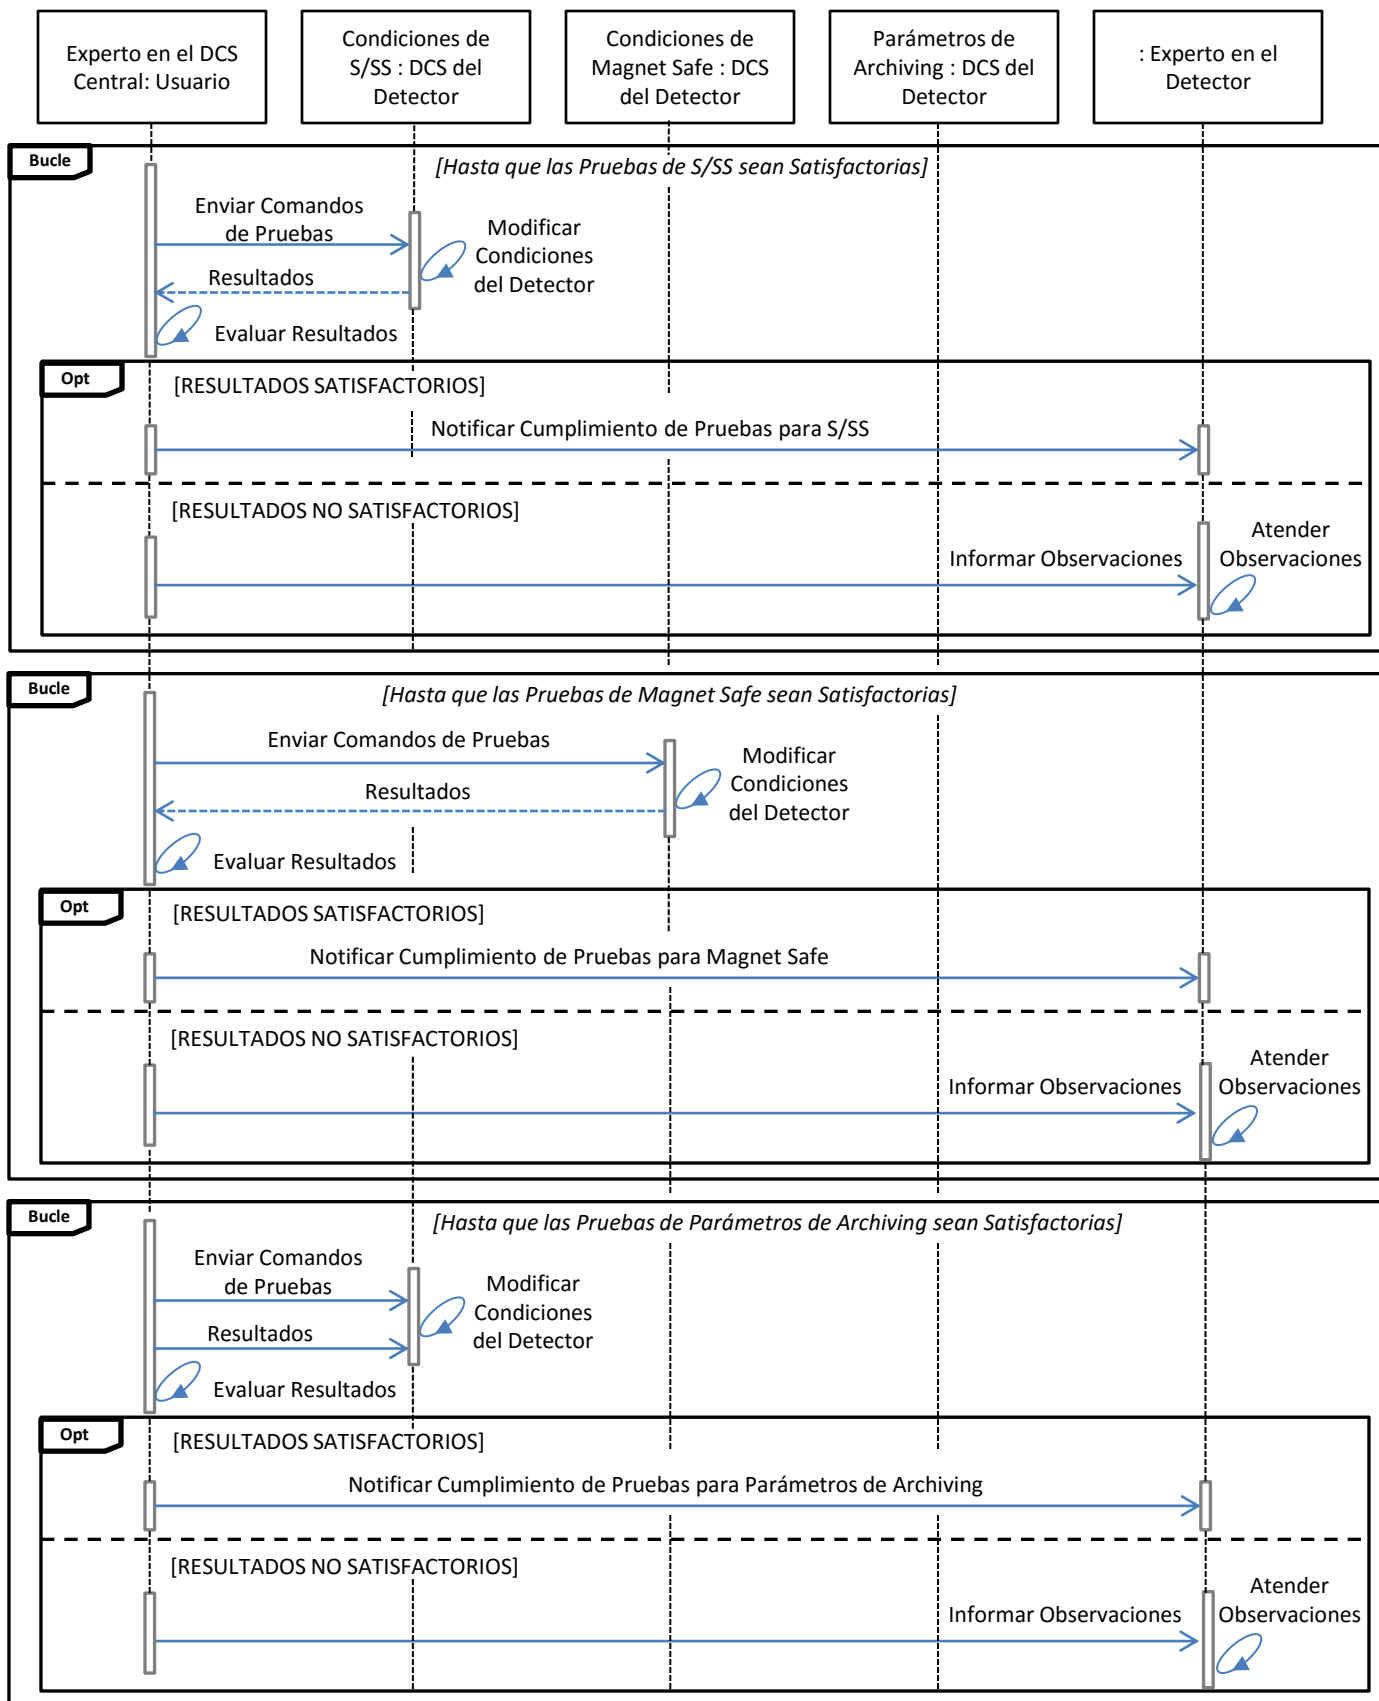 Experto en el DCS
Central: Usuario
Condiciones de
S/SS : DCS del
Detector
Condiciones de
Magnet Safe : DCS
del Detector
Parámetros de
Archiving : DCS del
Detector
: Experto en el
Detector
Bucle
[Hasta que las Pruebas de S/SS sean Satisfactorias]
Enviar Comandos
de Pruebas
Modificar
Condiciones
del Detector
Resultados
Evaluar Resultados
Opt
[RESULTADOS SATISFACTORIOS]
Notificar Cumplimiento de Pruebas para S/SS
[RESULTADOS NO SATISFACTORIOS]
Informar Observaciones
Atender
Observaciones
Bucle
[Hasta que las Pruebas de Magnet Safe sean Satisfactorias]
Enviar Comandos de Pruebas
Modificar
Condiciones
del Detector
Resultados
Evaluar Resultados
Opt
[RESULTADOS SATISFACTORIOS]
Notificar Cumplimiento de Pruebas para Magnet Safe
[RESULTADOS NO SATISFACTORIOS]
Informar Observaciones
Atender
Observaciones
Bucle
[Hasta que las Pruebas de Parámetros de Archiving sean Satisfactorias]
Enviar Comandos
de Pruebas
Modificar
Condiciones
del Detector
Resultados
Evaluar Resultados
Opt
[RESULTADOS SATISFACTORIOS]
Notificar Cumplimiento de Pruebas para Parámetros de Archiving
[RESULTADOS NO SATISFACTORIOS]
Informar Observaciones
Atender
Observaciones